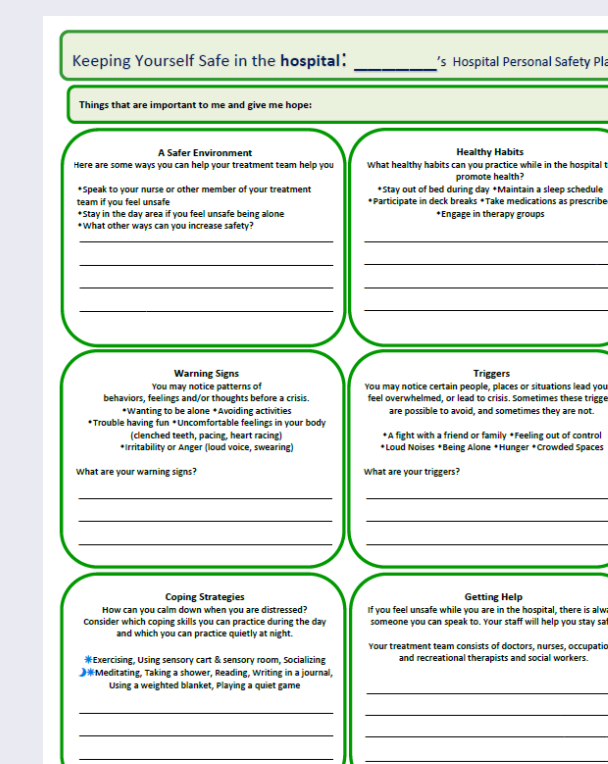 Keeping Yourself Safe in the hospital: ________'s Hospital Personal Safety
Things that are important to me and give me hope:
A Safer Environment
Here are some ways you can help your treatment team help you
*Speak to your nurse or other member of your treatment
team if you feel unsafe
*Stay in the day area if you feel unsafe being alone
*What other ways can you increase safety?
Healthy Habits
What healthy habits can you practice while in the hospital
promote health?
*Stay out of bed during day *Maintain a sleep schedule
*Participate in deck breaks *Take medications as
*Engage in therapy groups
Warning Signs
You may notice patterns of
behaviors, feelings and/or thoughts before a crisis.
*Wanting to be alone *Avoiding activities
*Trouble having fun *Uncomfortable feelings in your body
(clenched teeth, pacing, heart racing)
*Irritability or Anger (loud voice, swearing)
What are your warning signs?
Triggers
You may notice certain people, places or situations lead you
feel overwhelmed, or lead to crisis. Sometimes these
are possible to avoid, and sometimes they are not.
*A fight with a friend or family *Feeling out of control
*Loud Noises *Being Alone *Hunger *Crowded Spaces
What are your triggers?
Coping Strategies
How can you calm down when you are distressed?
Consider which coping skills you can practice during the day
and which you can practice quietly at night.
Exercising, Using sensory cart & sensory room, Socializing
Meditating, Taking a shower, Reading, Writing in a journal,
Using a weighted blanket, Playing a quiet game
Getting Help
If you feel unsafe while you are in the hospital, there is
someone you can speak to. Your staff will help you stay
Your treatment team consists of doctors, nurses,
and recreational therapists and social workers.